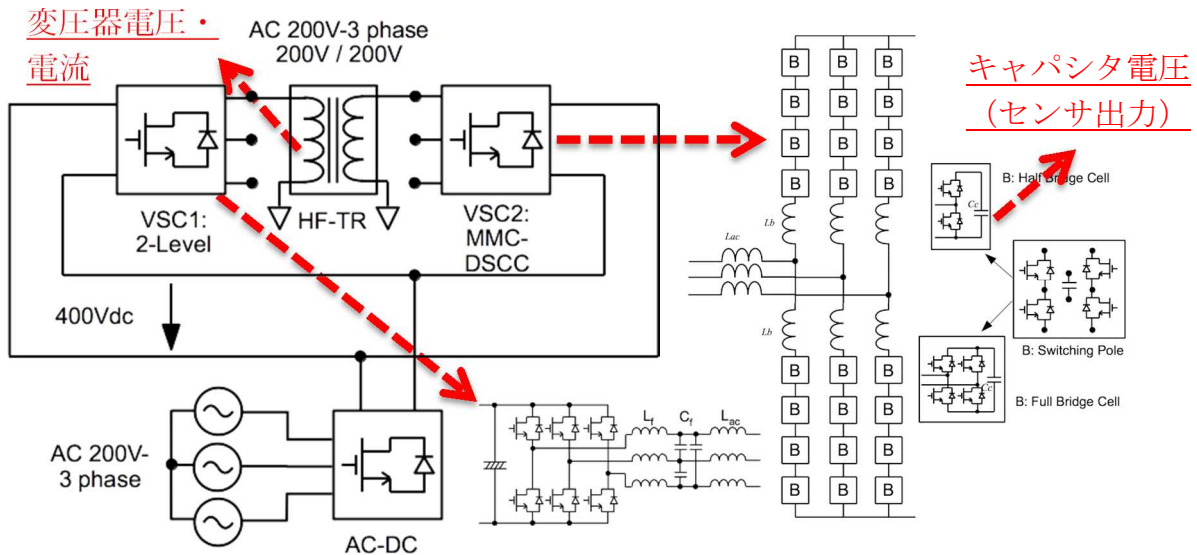 変圧器電圧・
電流
AC 200V-3 phase
200V / 200V
VSC1:
2-Level
HF-TR
VSC2:
MMC-
DSCC
400Vdc
AC 200V-
3 phase
AC-DC
Lf
Cf
Lac
B B B
B B B
B B B
B B B
Lb
Lac
Lb
B B B
B B B
B B B
B B B
キャパシタ電圧
（センサ出力）
Cc
B: Half Bridge Cell
B: Switching Pole
Cc
B: Full Bridge Cell